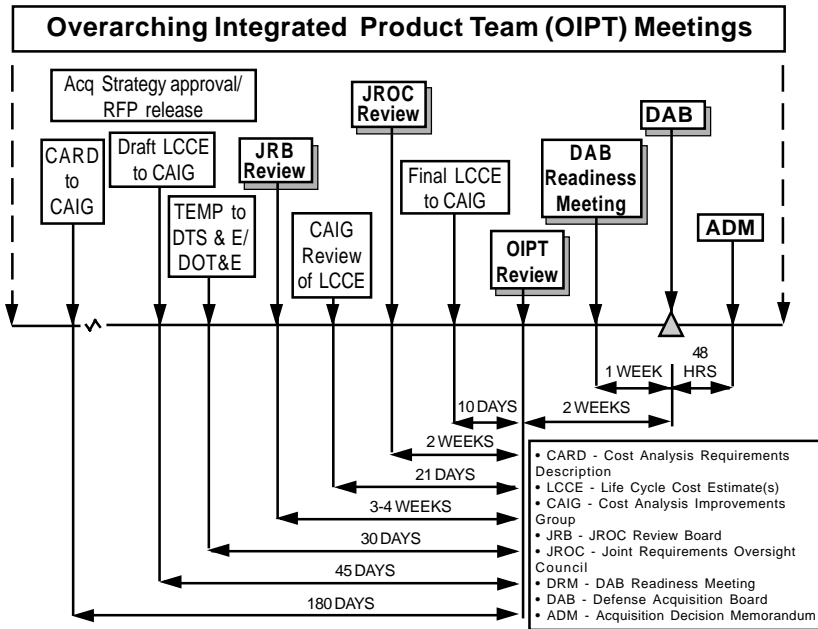 Overarching Integrated Product Team (OIPT) Meetings
Acq Strategy approval/
RFP release
CARD
to
CAIG
Draft LCCE
to CAIG
TEMP to
DTS & E/
DOT&E
JRB
Review
CAIG
Review
of LCCE
JROC
Review
Final LCCE
to CAIG
OIPT
Review
DAB
Readiness
Meeting
DAB
ADM
1 WEEK
48
HRS
10 DAYS
2 WEEKS
2 WEEKS
21 DAYS
3-4 WEEKS
30 DAYS
45 DAYS
180 DAYS
• CARD - Cost Analysis Requirements
Description
• LCCE - Life Cycle Cost Estimate(s)
• CAIG - Cost Analysis Improvements
Group
• JRB - JROC Review Board
• JROC - Joint Requirements Oversight
Council
• DRM - DAB Readiness Meeting
• DAB - Defense Acquisition Board
• ADM - Acquisition Decision Memorandum